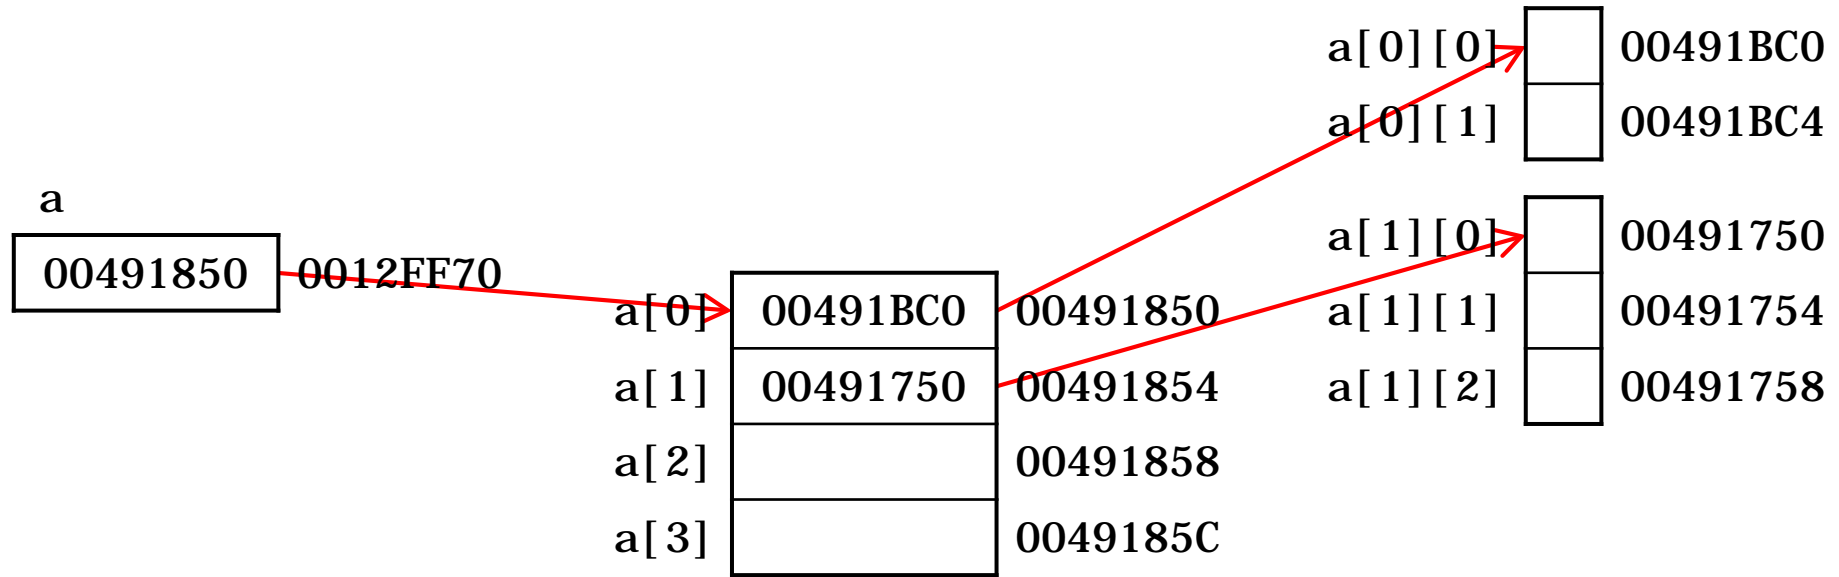 a[0][0] 00491BC0
a[0][1] 00491BC4
a
00491850 0012FF70
a[0] 00491BC0 00491850
a[1] 00491750 00491854
a[2] 00491858
a[3] 0049185C
a[1][0] 00491750
a[1][1] 00491754
a[1][2] 00491758